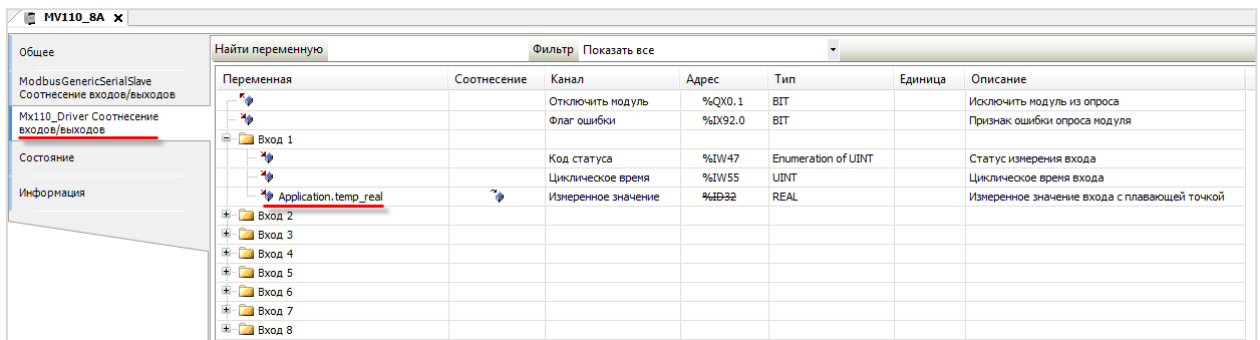 MV110_8A X
Общее
ModbusGenericSerialSlave
Соотнесение входов/выходов
Mx110_Driver Соотнесение
входов/выходов
Состояние
Информация
Найти переменную Фильтр Показать все
Переменная Соотнесение Канал Адрес Тип Единица Описание
Отключить модуль %QX0.1 BIT Исключить модуль из опроса
Флаг ошибки %IX92.0 BIT Признак ошибки опроса модуля
Вход 1
Код статуса %IW47 Enumeration of UINT Статус измерения входа
Циклическое время %IW55 UINT Циклическое время входа
Application.temp_real Измеренное значение %ID32 REAL Измеренное значение входа с плавающей точкой
Вход 2
Вход 3
Вход 4
Вход 5
Вход 6
Вход 7
Вход 8